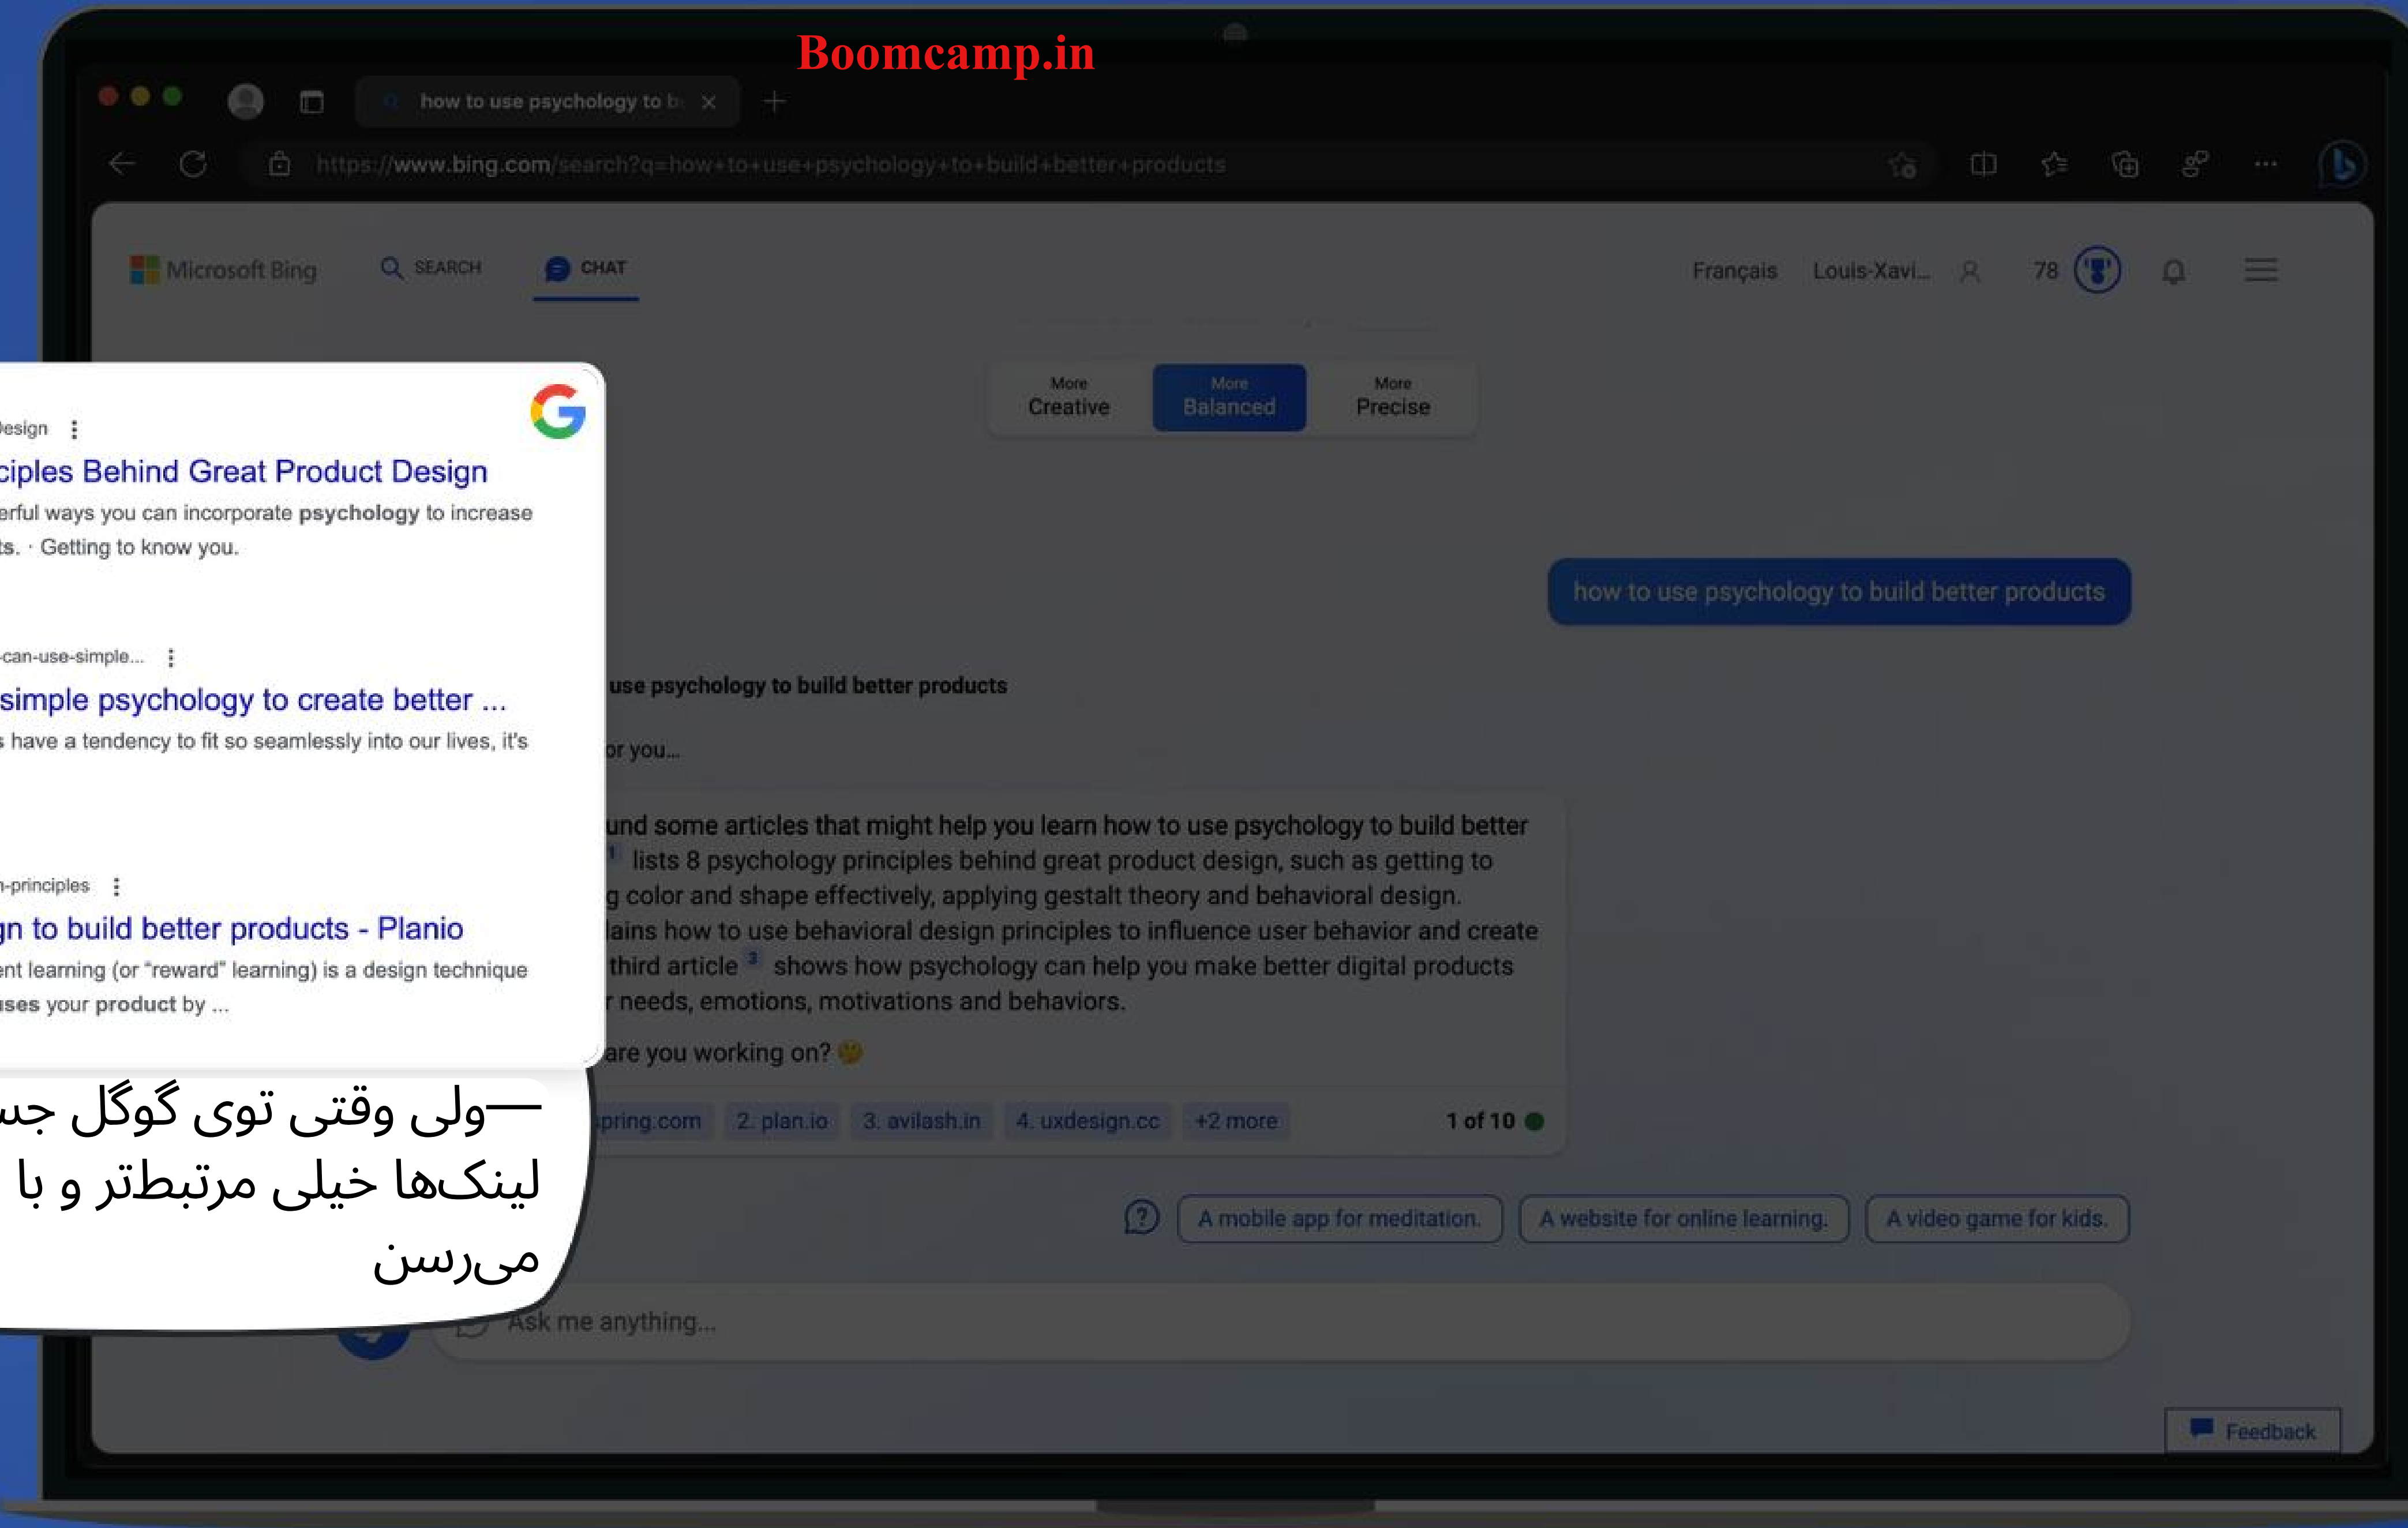 Boomcamp.in
how to use psychology to b
https://www.bing.com/search?q=how+to+use+psychology+to+build+better+products
Microsoft Bing
SEARCH
CHAT
Français
Louis-Xavi...
78
More Creative
More Balanced
More Precise
how to use psychology to build better products
use psychology to build better products
or you...
und some articles that might help you learn how to use psychology to build better
1 lists 8 psychology principles behind great product design, such as getting to
g color and shape effectively, applying gestalt theory and behavioral design.
lains how to use behavioral design principles to influence user behavior and create
third article 3 shows how psychology can help you make better digital products
r needs, emotions, motivations and behaviors.
are you working on? 🤔
pring.com
2. plan.io
3. avilash.in
4. uxdesign.cc
+2 more
1 of 10
A mobile app for meditation.
A website for online learning.
A video game for kids.
Ask me anything...
Feedback
Design
ciples Behind Great Product Design
erful ways you can incorporate psychology to increase
ts. · Getting to know you.
-can-use-simple...
simple psychology to create better ...
s have a tendency to fit so seamlessly into our lives, it's
n-principles
gn to build better products - Planio
ent learning (or “reward” learning) is a design technique
uses your product by ...
—ولی وقتی توی گوگل جس
لینک‌ها خیلی مرتبط‌تر و با
می‌رسن